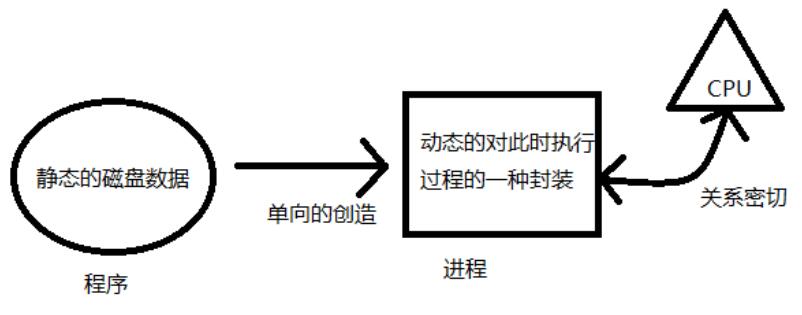 静态的磁盘数据
程序
单向的创造
动态的对此时执行
过程的一种封装
进程
CPU
关系密切